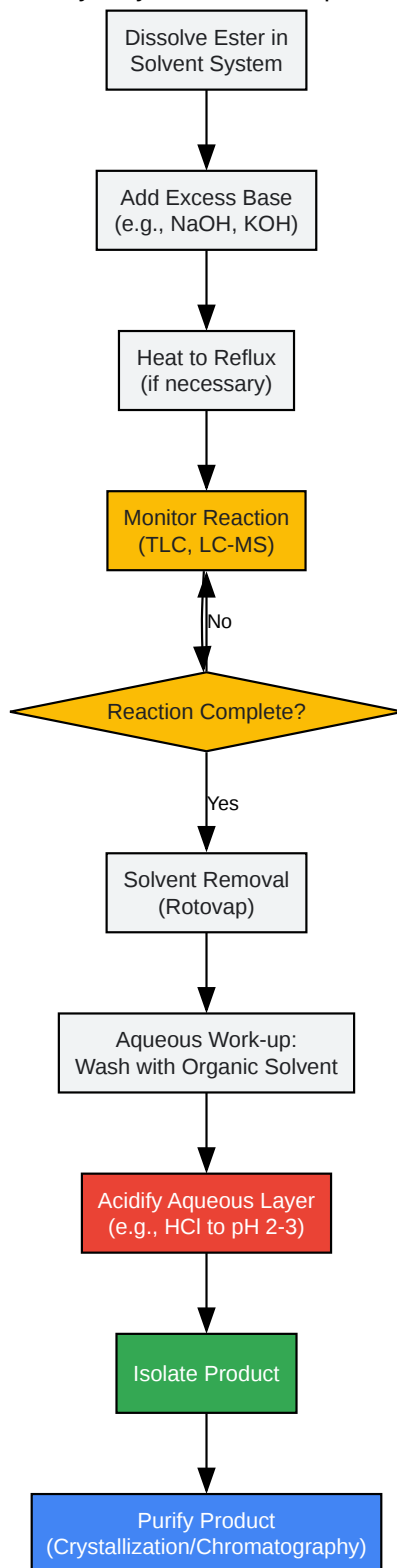 Dissolve Ester in
Solvent System
Add Excess Base
(e.g., NaOH, KOH)
Heat to Reflux
(if necessary)
Monitor Reaction
(TLC, LC-MS)
No
Reaction Complete?
Yes
Solvent Removal
(Rotovap)
Aqueous Work-up:
Wash with Organic Solvent
Acidify Aqueous Layer
(e.g., HCl to pH 2-3)
Isolate Product
Purify Product
(Crystallization/Chromatography)